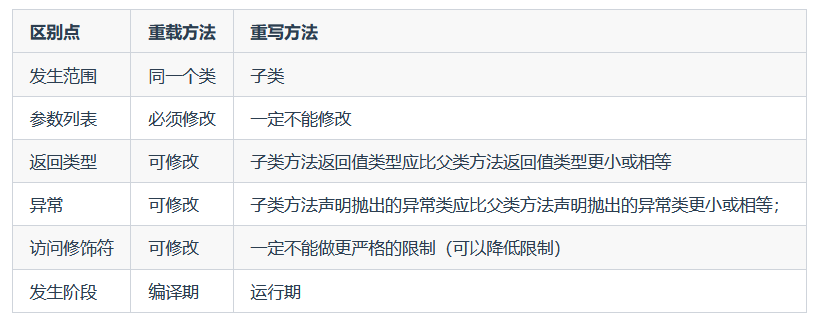 区别点 重载方法 重写方法
发生范围 同一个类 子类
参数列表 必须修改 一定不能修改
返回类型 可修改 子类方法返回值类型应比父类方法返回值类型更小或相等
异常 可修改 子类方法声明抛出的异常类应比父类方法声明抛出的异常类更小或相等；
访问修饰符 可修改 一定不能做更严格的限制（可以降低限制）
发生阶段 编译期 运行期